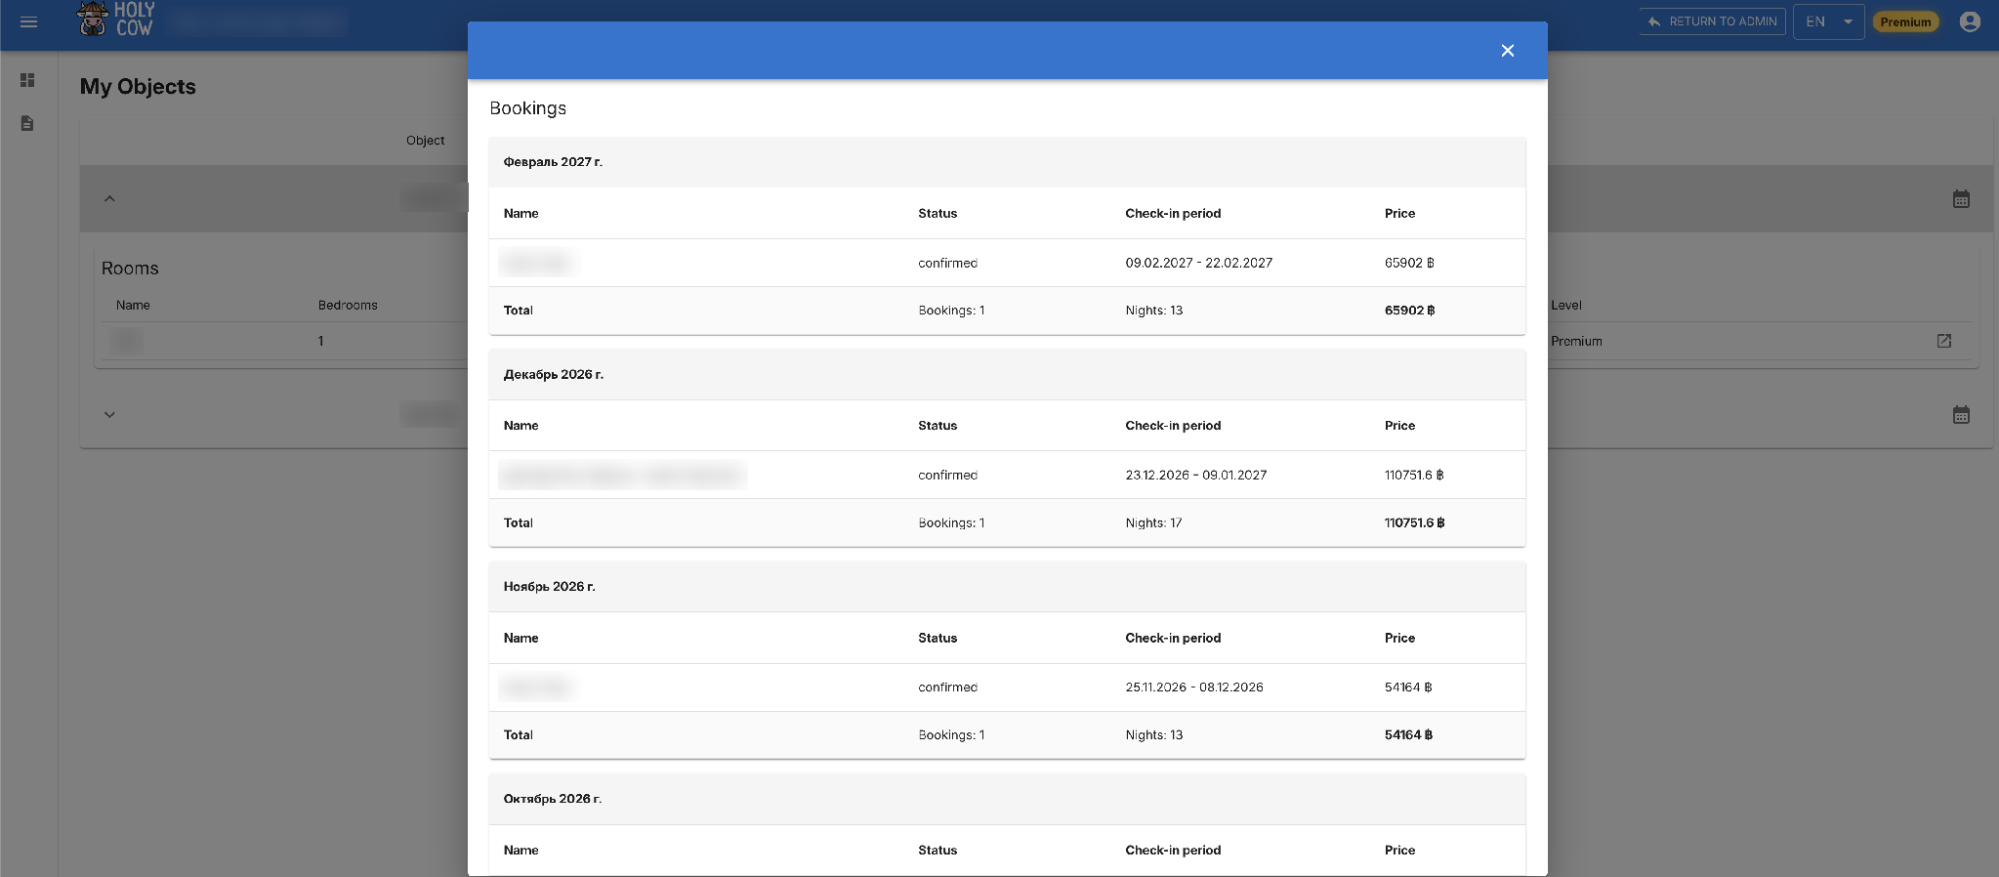 HOLY
COW
RETURN TO ADMIN
EN
Premium
My Objects
Object
Rooms
Name Bedrooms Level
1 Premium
Bookings
Февраль 2027 г.
Name Status Check-in period Price
confirmed 09.02.2027 - 22.02.2027 65902 ฿
Total Bookings: 1 Nights: 13 65902 ฿
Декабрь 2026 г.
Name Status Check-in period Price
confirmed 23.12.2026 - 09.01.2027 110751.6 ฿
Total Bookings: 1 Nights: 17 110751.6 ฿
Ноябрь 2026 г.
Name Status Check-in period Price
confirmed 25.11.2026 - 08.12.2026 54164 ฿
Total Bookings: 1 Nights: 13 54164 ฿
Октябрь 2026 г.
Name Status Check-in period Price